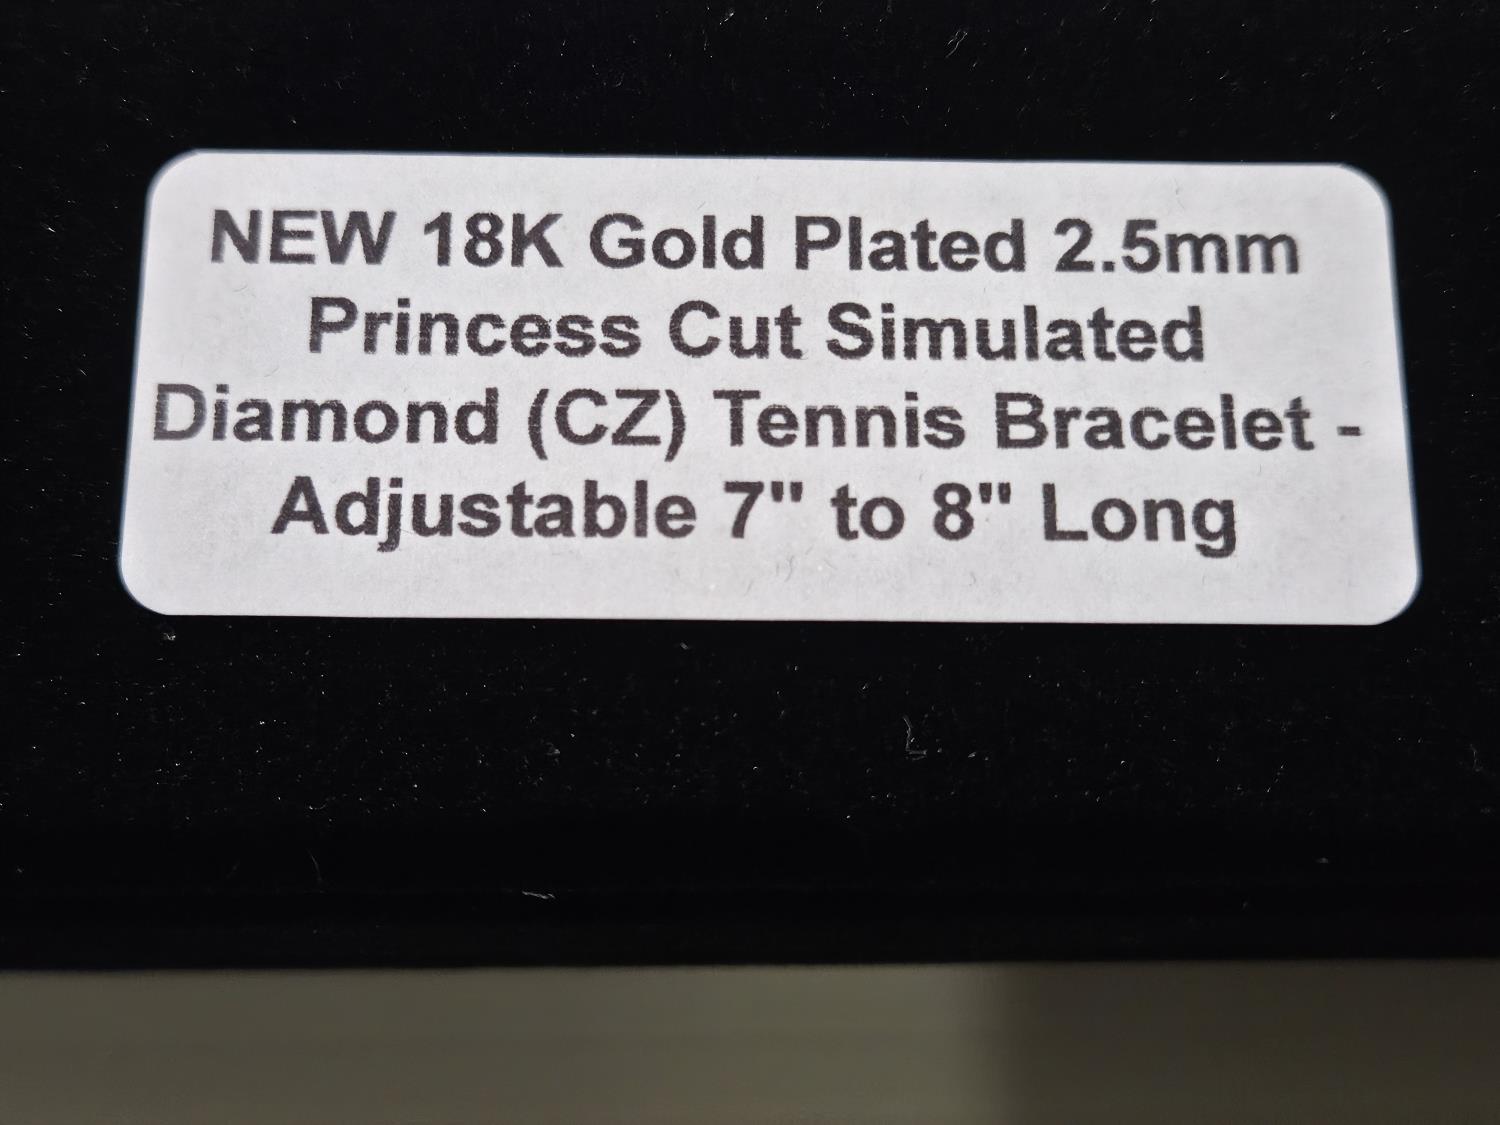 NEW 18K Gold Plated 2.5mm
Princess Cut Simulated
Diamond (CZ) Tennis Bracelet -
Adjustable 7" to 8" Long